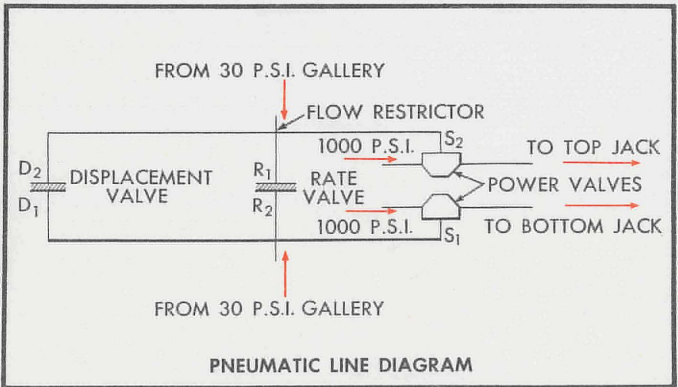 FROM 30 P.S.I. GALLERY
FLOW RESTRICTOR
1000 P.S.I.
S2
TO TOP JACK
D2
DISPLACEMENT
VALVE
D1
R1
RATE
VALVE
R2
POWER VALVES
1000 P.S.I.
S1
TO BOTTOM JACK
FROM 30 P.S.I. GALLERY
PNEUMATIC LINE DIAGRAM